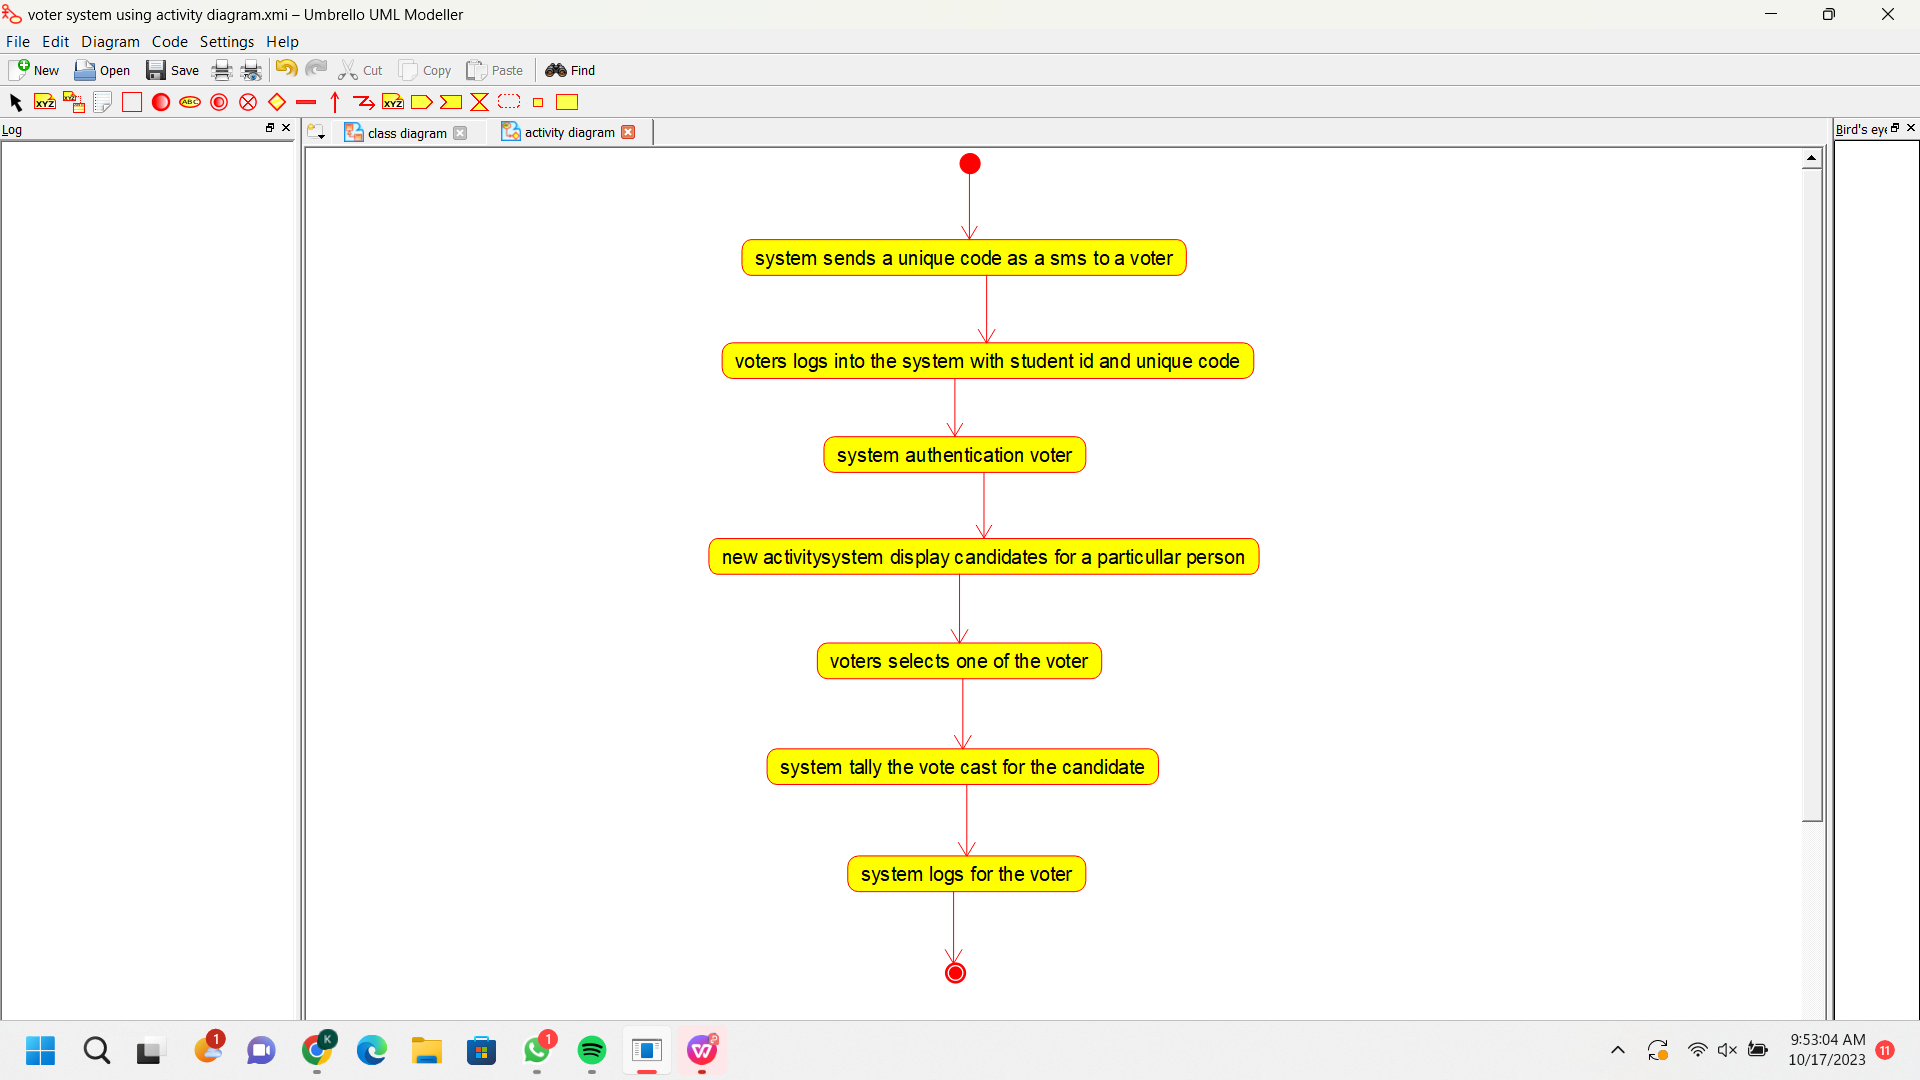 voter system using activity diagram.xmi – Umbrello UML Modeller
File Edit Diagram Code Settings Help
New Open Save Cut Copy Paste Find
XYZ XYZ ABC XYZ
Log
class diagram
activity diagram
Bird's eye
system sends a unique code as a sms to a voter
voters logs into the system with student id and unique code
system authentication voter
new activitysystem display candidates for a particullar person
voters selects one of the voter
system tally the vote cast for the candidate
system logs for the voter
1
K
1
9:53:04 AM
10/17/2023
11